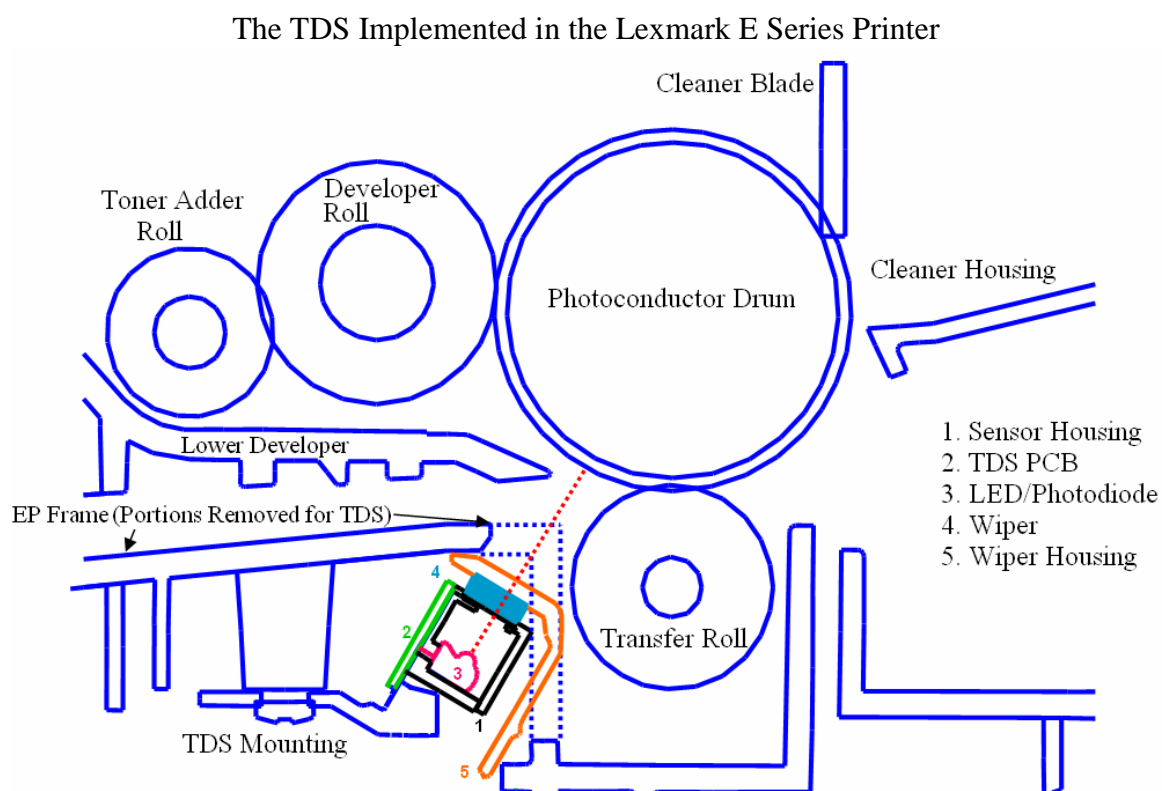 The TDS Implemented in the Lexmark E Series Printer
Cleaner Blade
Toner Adder
Roll
Developer
Roll
Cleaner Housing
Photoconductor Drum
Lower Developer
1. Sensor Housing
2. TDS PCB
3. LED/Photodiode
4. Wiper
5. Wiper Housing
EP Frame (Portions Removed for TDS)
4
2
3
Transfer Roll
1
TDS Mounting
5